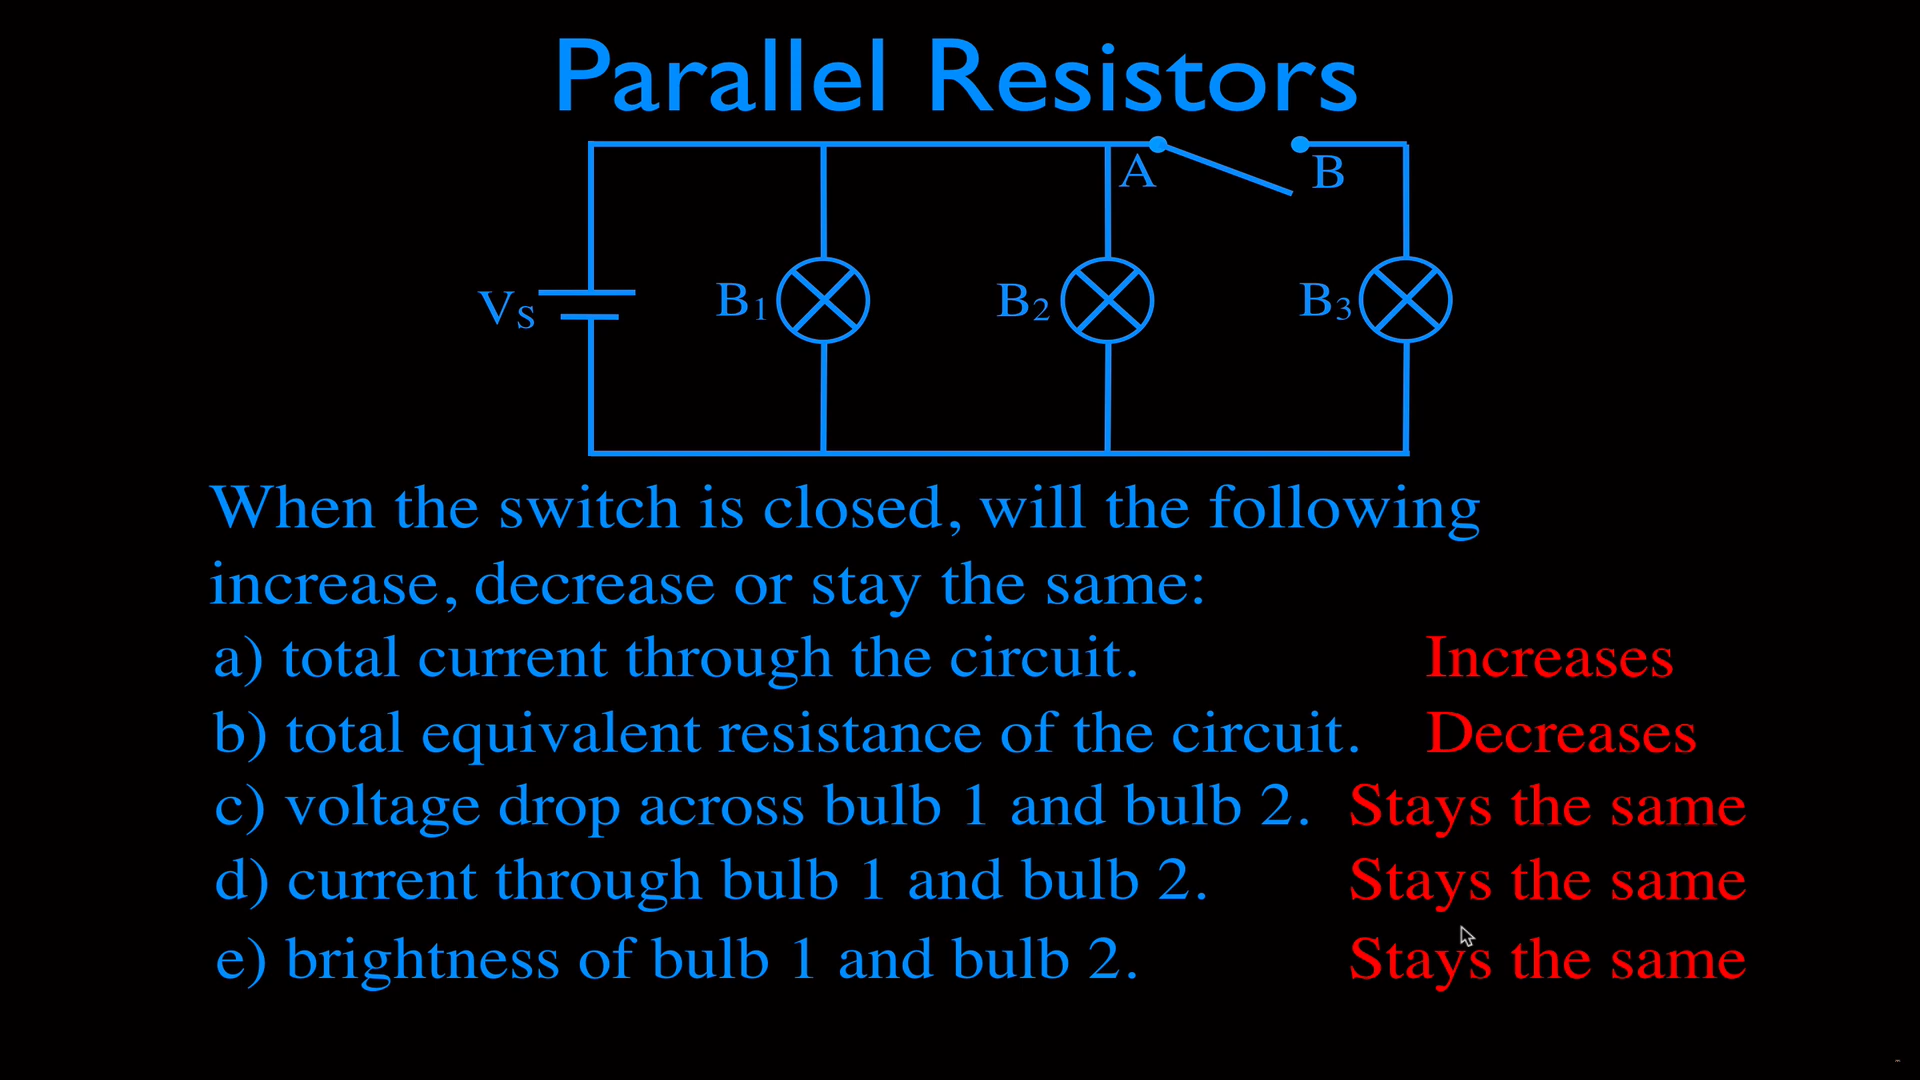 Parallel Resistors
A
B
Vs
B1
B2
B3
When the switch is closed, will the following
increase, decrease or stay the same:
a) total current through the circuit. Increases
b) total equivalent resistance of the circuit. Decreases
c) voltage drop across bulb 1 and bulb 2. Stays the same
d) current through bulb 1 and bulb 2. Stays the same
e) brightness of bulb 1 and bulb 2. Stays the same